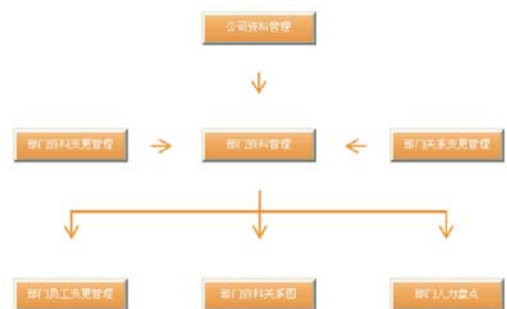 公司资料管理
部门资料变更管理
部门资料管理
部门关系变更管理
部门员工变更管理
部门资料关系图
部门人力盘点